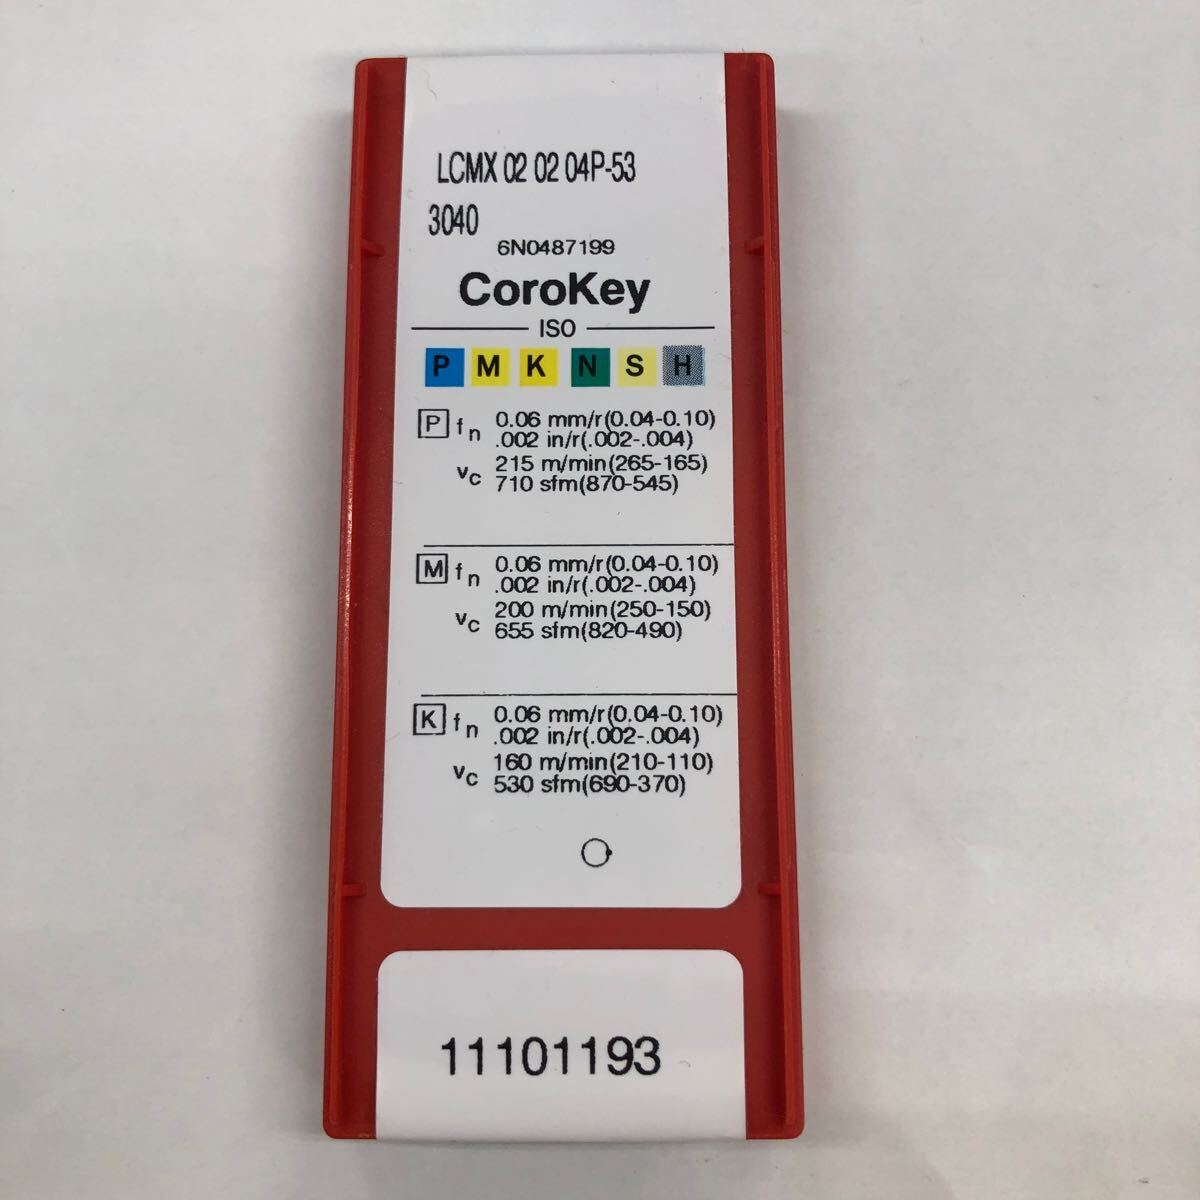 LCMX 02 02 04P-53
3040
6N0487199
CoroKey
ISO
P M K N S H
P fn 0.06 mm/r(0.04-0.10)
.002 in/r(.002-.004)
vc 215 m/min(265-165)
710 sfm(870-545)
M fn 0.06 mm/r(0.04-0.10)
.002 in/r(.002-.004)
vc 200 m/min(250-150)
655 sfm(820-490)
K fn 0.06 mm/r(0.04-0.10)
.002 in/r(.002-.004)
vc 160 m/min(210-110)
530 sfm(690-370)
11101193